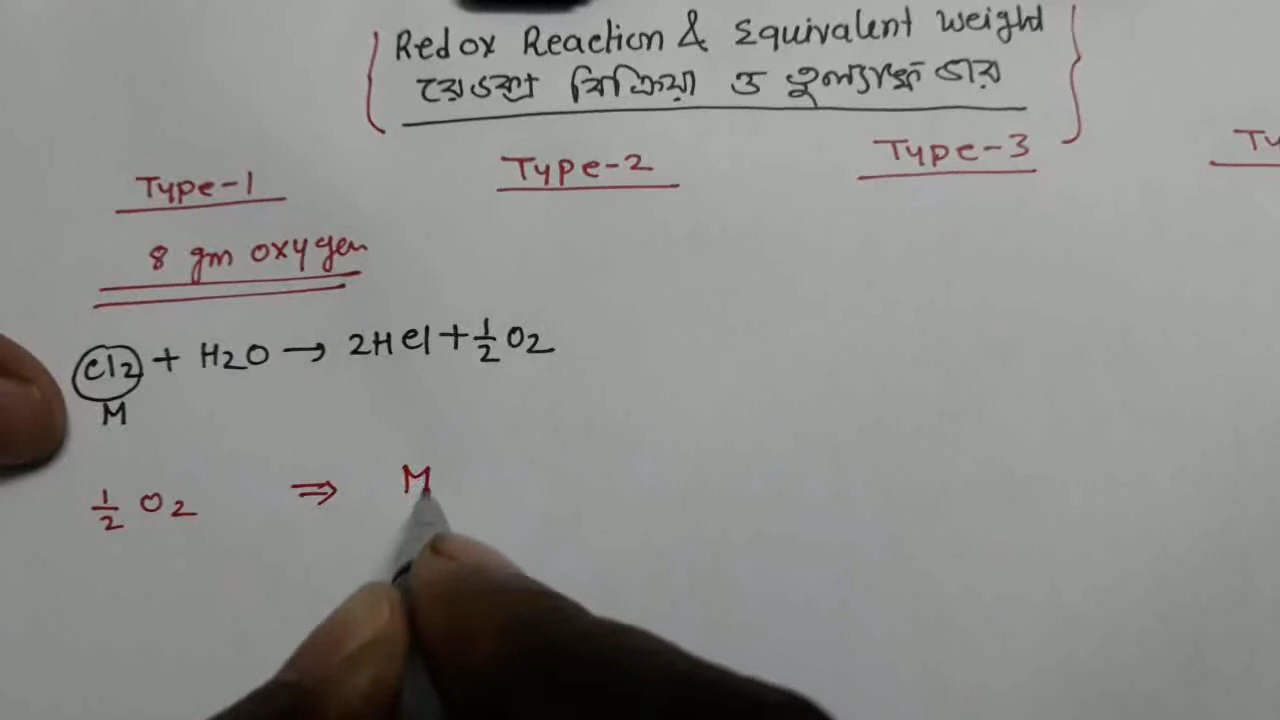 Redox Reaction & Equivalent Weight
রেডক্স বিক্রিয়া ও তুল্যাঙ্ক ভার
Type-1 Type-2 Type-3 Ty
8 gm oxygen
Cl2 + H2O → 2HCl + 1/2 O2
M
1/2 O2 ⇒ M